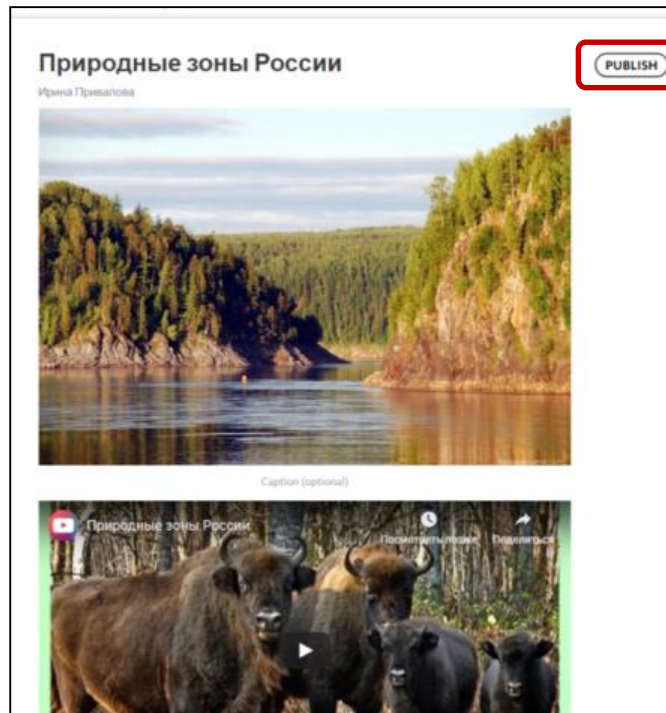 Природные зоны России
PUBLISH
Ирина Привалова
Caption (optional)
Природные зоны России
Посмотреть позже
Поделиться